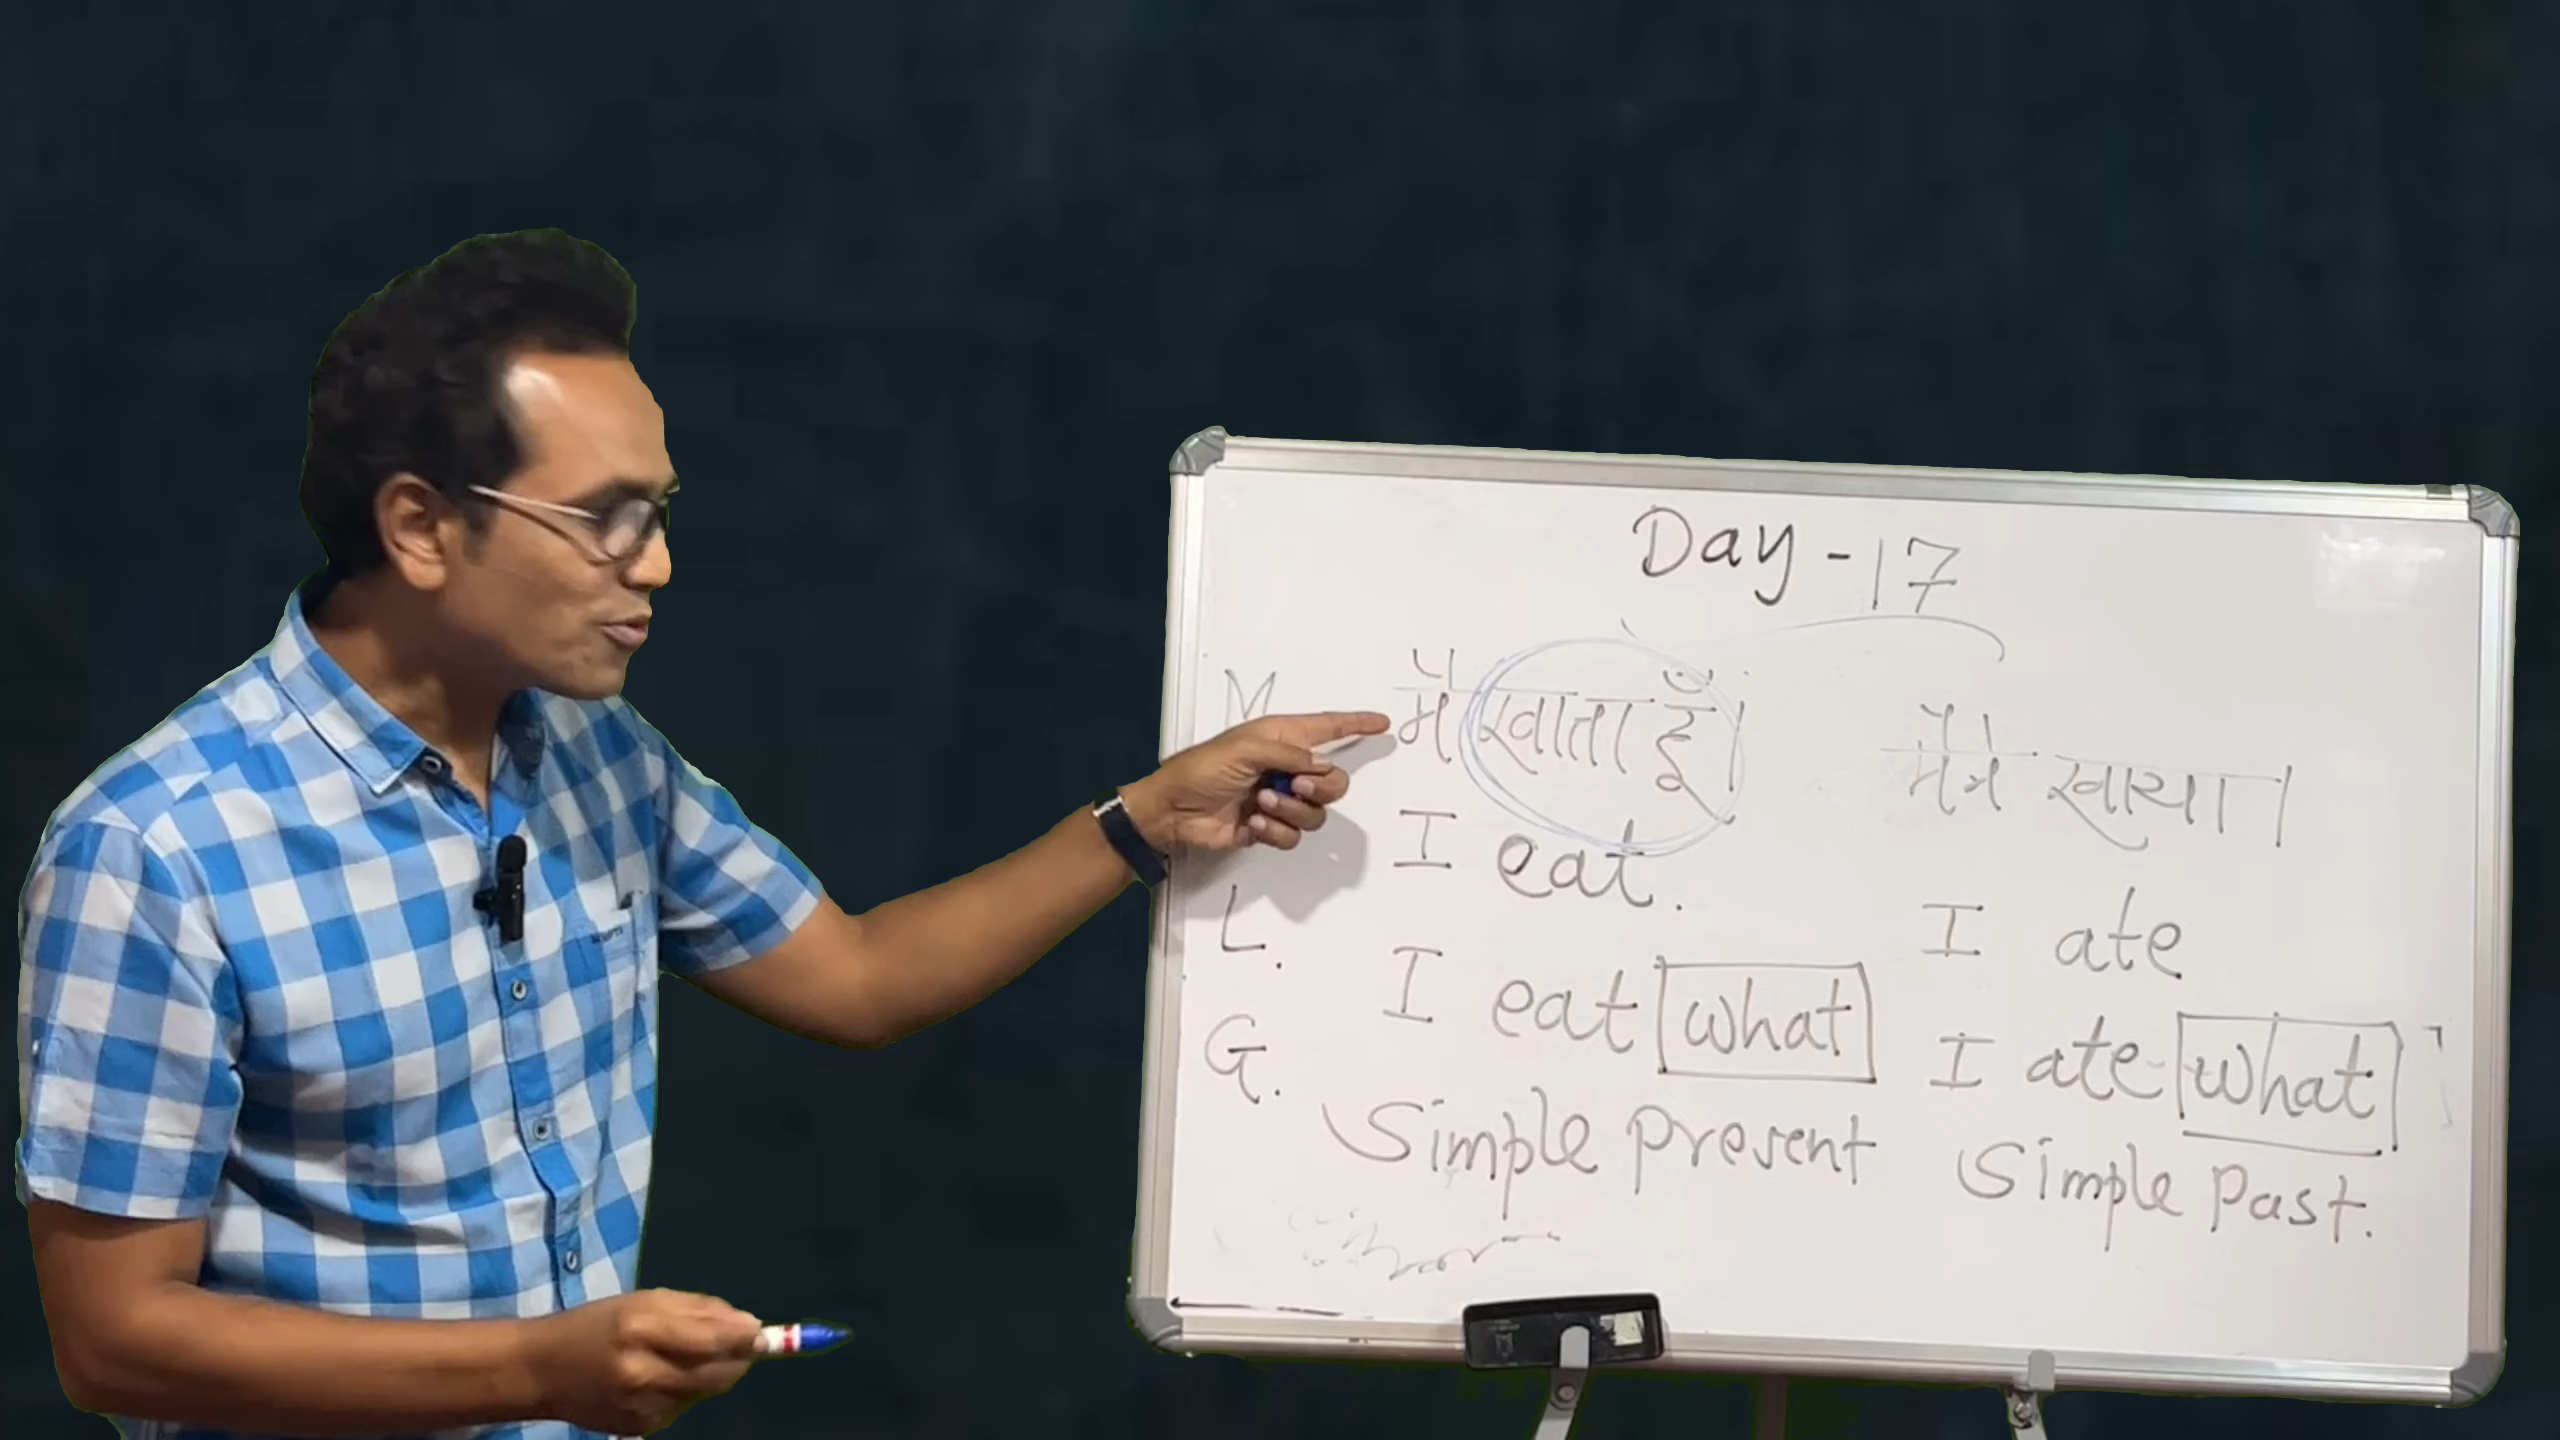 Day - 17
M मैं खाता हूँ। मैंने खाया।
I eat.
L. I ate
I eat what I ate what
G.
Simple present Simple Past.